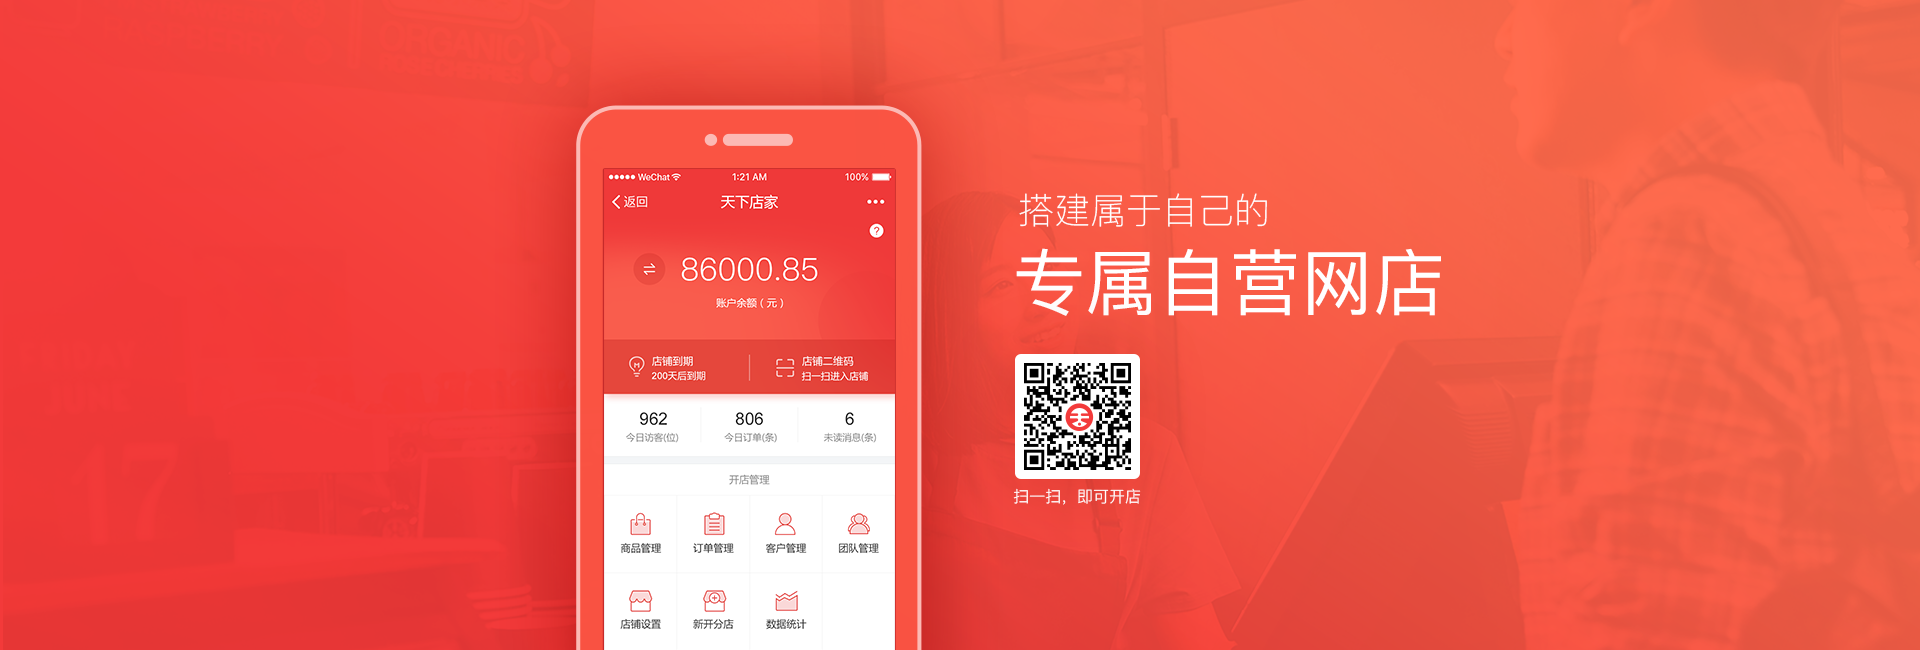 WeChat 1:21 AM 100%
返回 天下店家
?
86000.85
账户余额（元）
店铺到期
200天后到期
店铺二维码
扫一扫进入店铺
962 806 6
今日访客(位) 今日订单(条) 未读消息(条)
开店管理
商品管理 订单管理 客户管理 团队管理
店铺设置 新开分店 数据统计
搭建属于自己的
专属自营网店
天
扫一扫，即可开店
ORGANIC
17